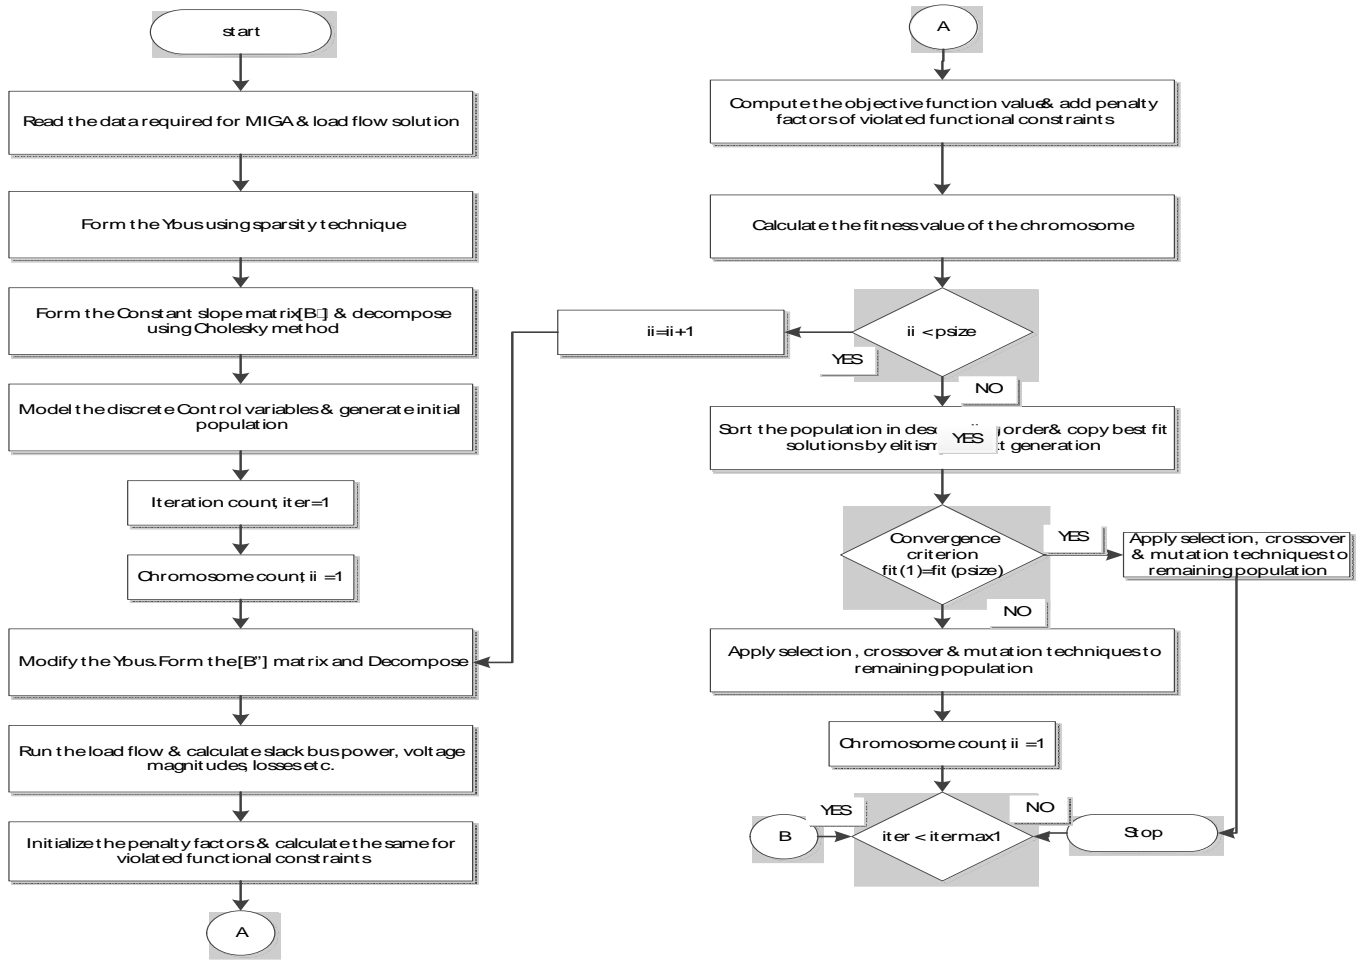 start
Read the data required for MIGA & load flow solution
Form the Ybus using sparsity technique
Form the Constant slope matrix[B□] & decompose
using Cholesky method
Model the discrete Control variables & generate initial
population
Iteration count, iter=1
Chromosome count, ii =1
Modify the Ybus. Form the [B"] matrix and Decompose
Run the load flow & calculate slack bus power, voltage
magnitudes, losses etc.
Initialize the penalty factors & calculate the same for
violated functional constraints
A
ii=ii+1
A
Compute the objective function value & add penalty
factors of violated functional constraints
Calculate the fitness value of the chromosome
ii < psize
YES
NO
Sort the population in order & copy best fit
YES
solutions by elitism generation
Convergence
criterion
fit (1)=fit (psize)
YES
Apply selection, crossover
& mutation techniques to
remaining population
NO
Apply selection, crossover & mutation techniques to
remaining population
Chromosome count, ii =1
YES
NO
B
iter < itermax1
Stop